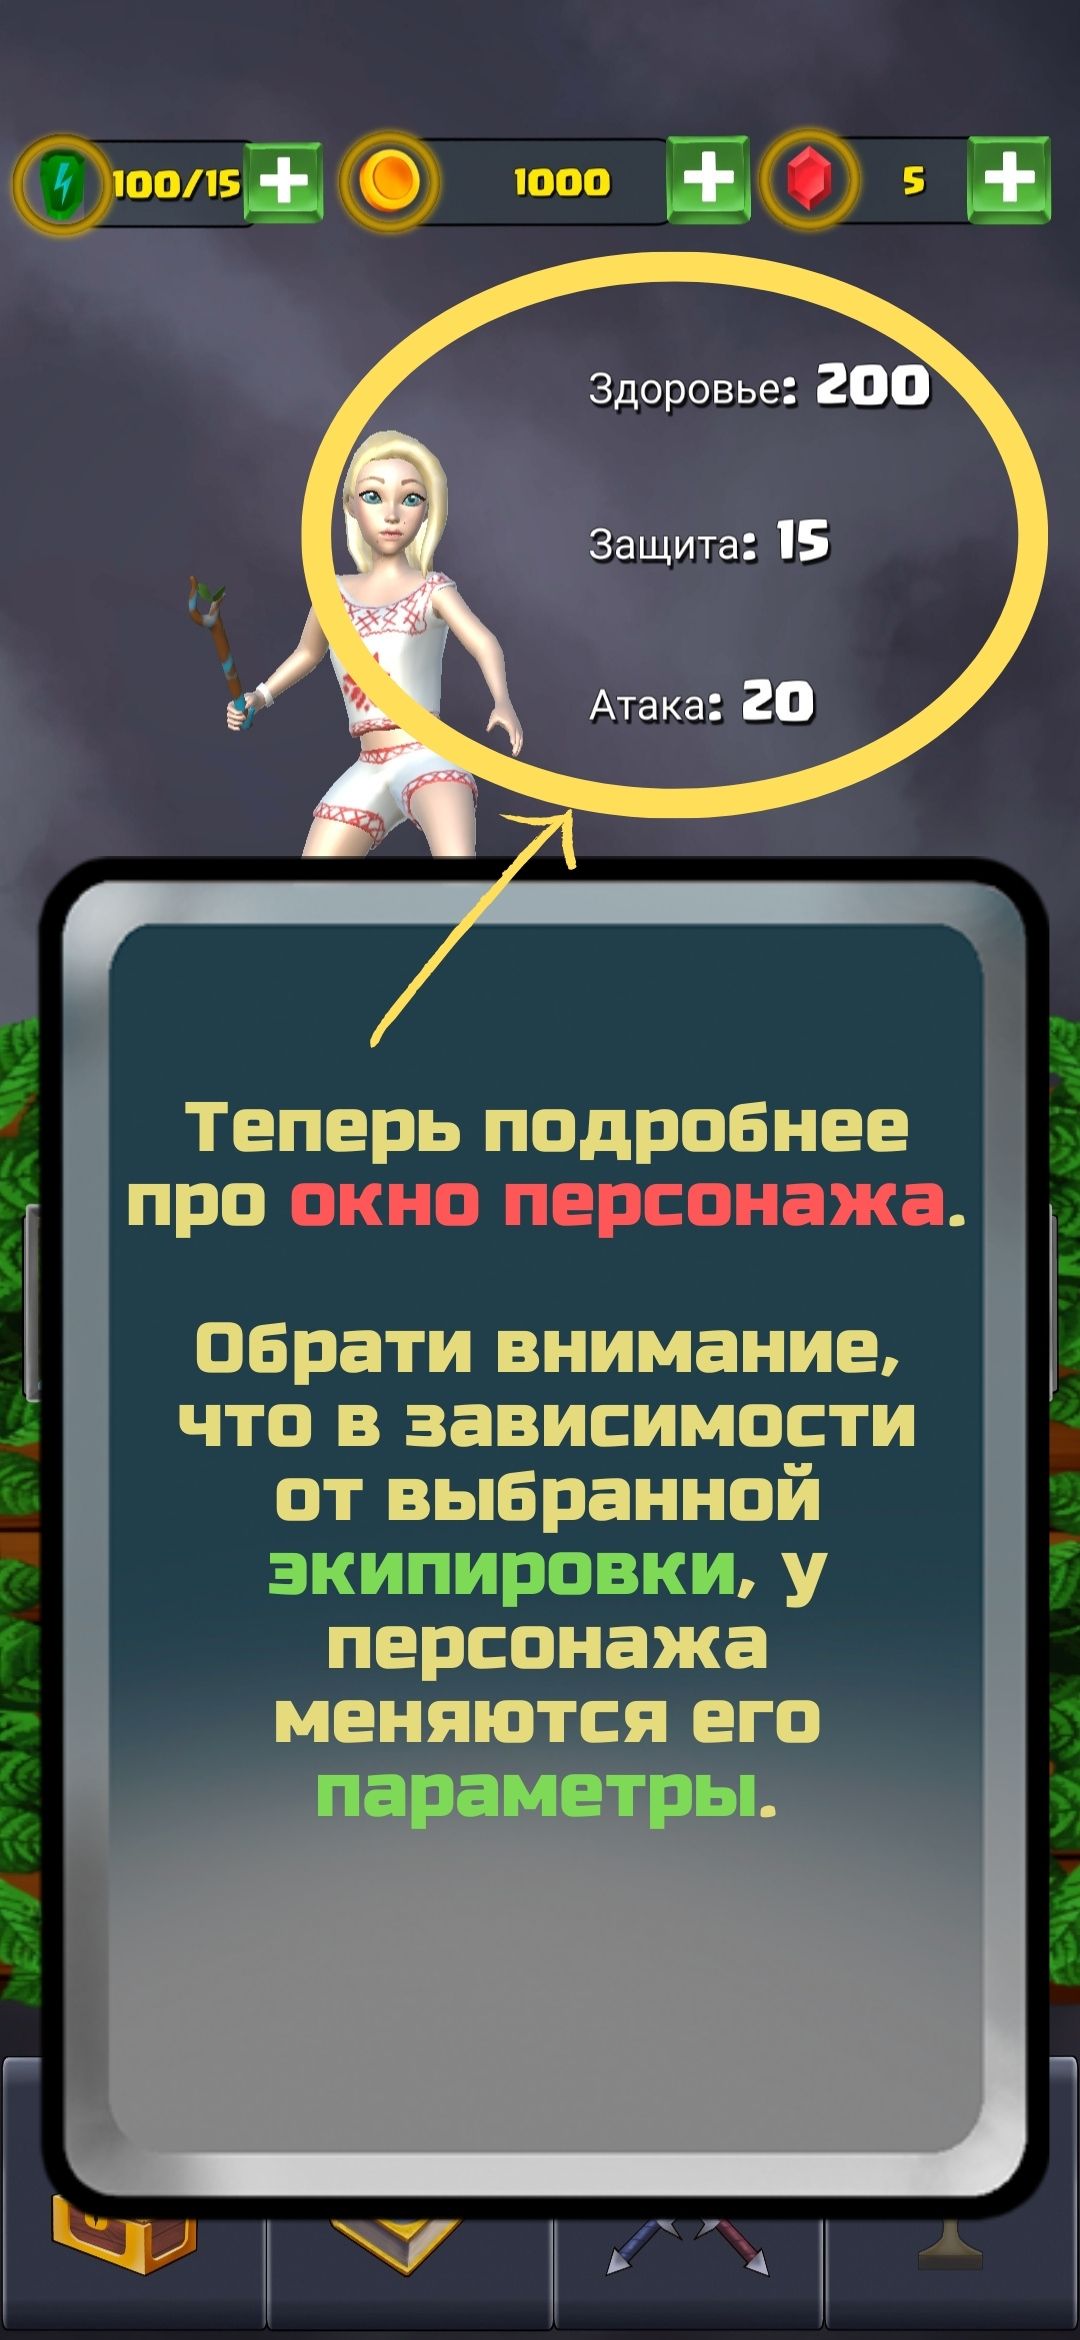 100/15
1000
5
Здоровье: 200
Защита: 15
Атака: 20
Теперь подробнее
про окно персонажа.
Обрати внимание,
что в зависимости
от выбранной
экипировки, у
персонажа
меняются его
параметры.